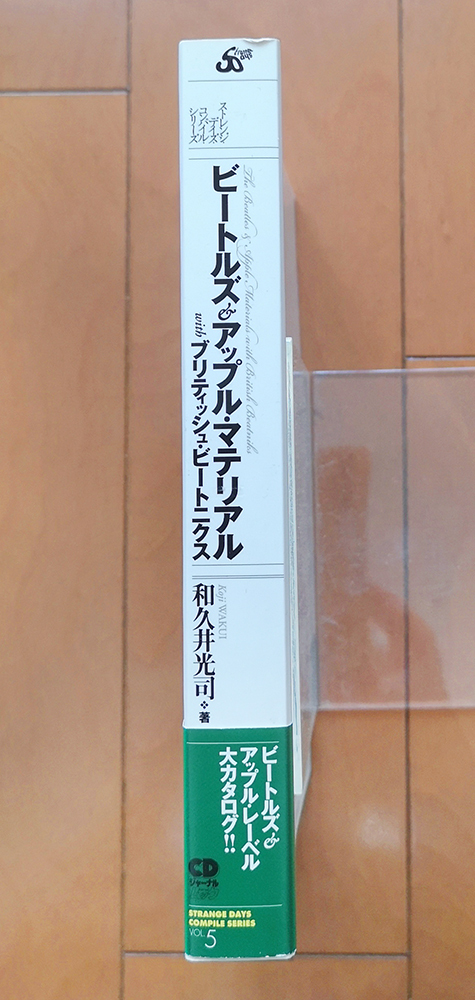 SD
ストレンジ
デイズ
コンパイル
シリーズ
The Beatles & Apple Materials with British Beatniks
ビートルズ&アップル・マテリアル
with ブリティッシュ・ビートニクス
Koji WAKUI
和久井光司・著
ビートルズ&
アップル・レーベル
大カタログ!!
CD
ジャーナル
STRANGE DAYS
COMPILE SERIES
VOL.5